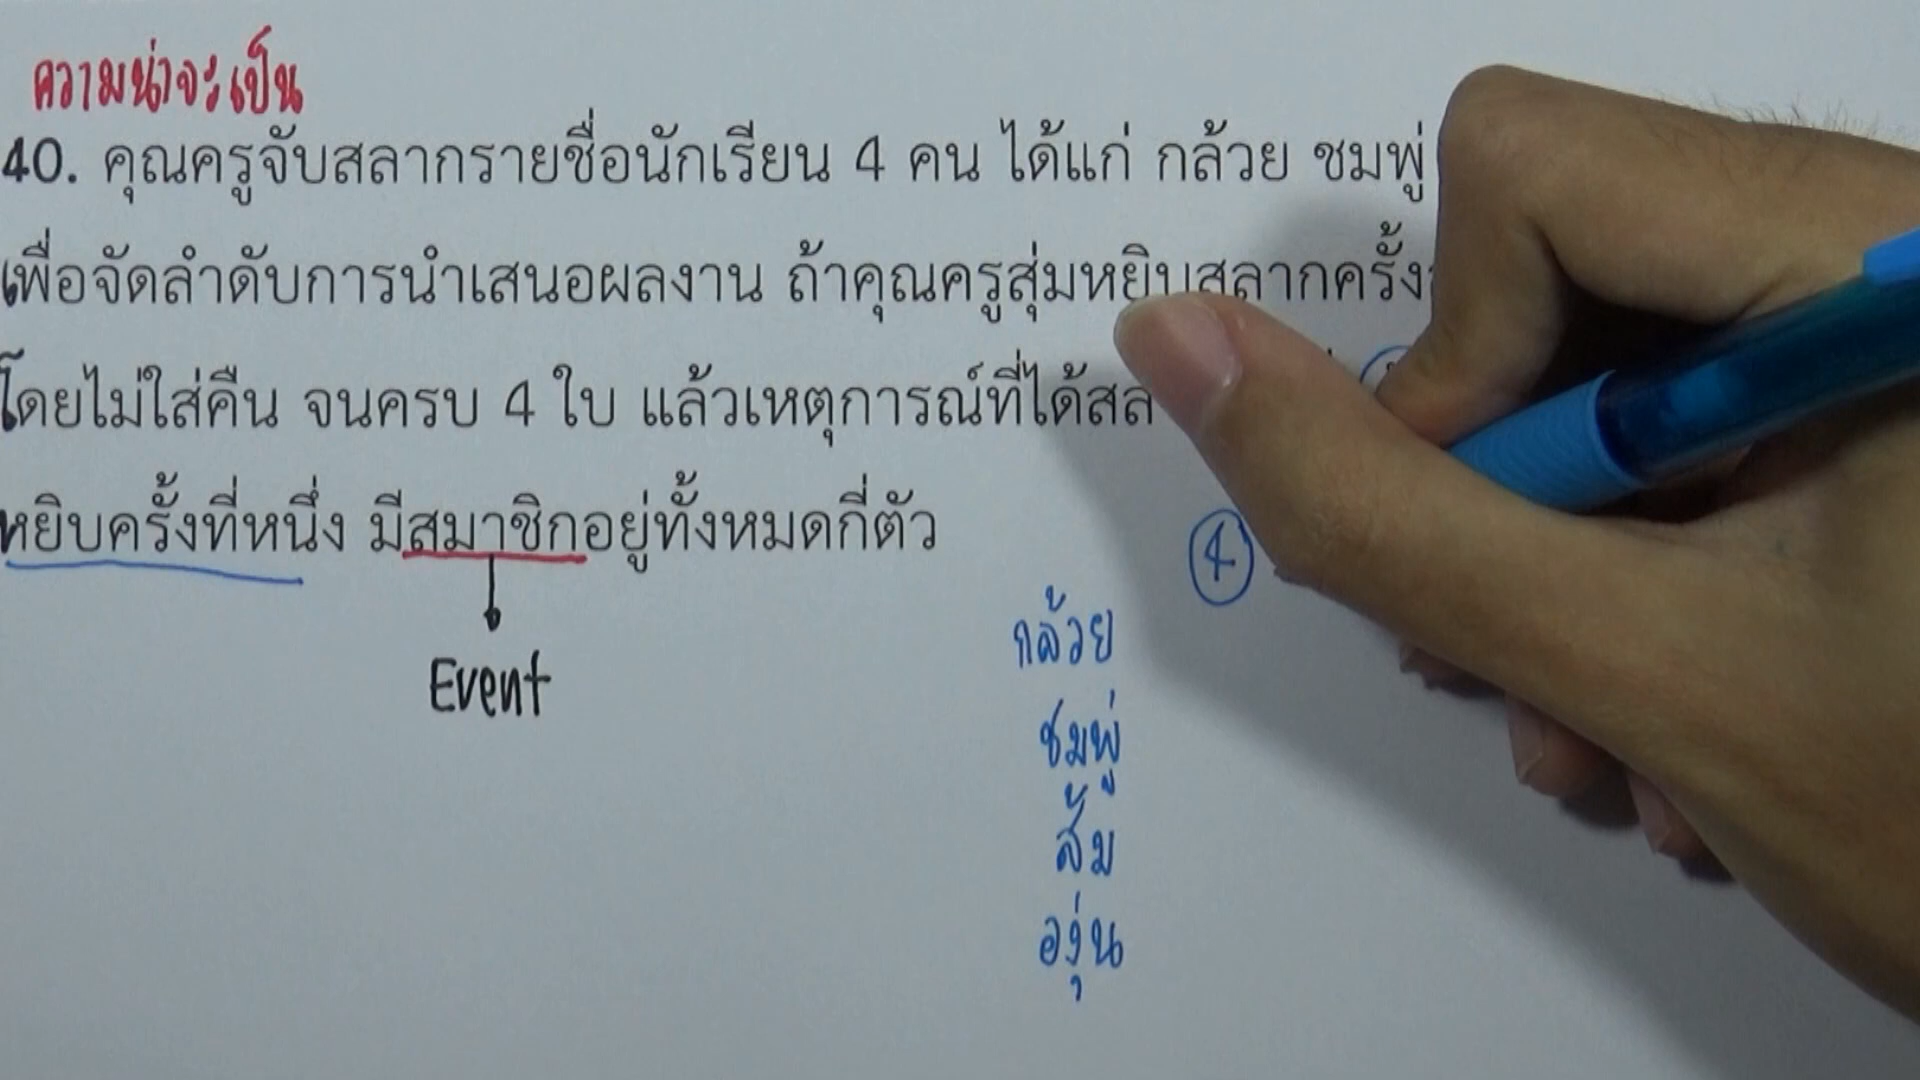 ความน่าจะเป็น
40. คุณครูจับสลากรายชื่อนักเรียน 4 คน ได้แก่ กล้วย ชมพู่
เพื่อจัดลำดับการนำเสนอผลงาน ถ้าคุณครูสุ่มหยิบสลากครั้ง
โดยไม่ใส่คืน จนครบ 4 ใบ แล้วเหตุการณ์ที่ได้สล
หยิบครั้งที่หนึ่ง มีสมาชิกอยู่ทั้งหมดกี่ตัว
4
Event
กล้วย
ชมพู่
ส้ม
องุ่น